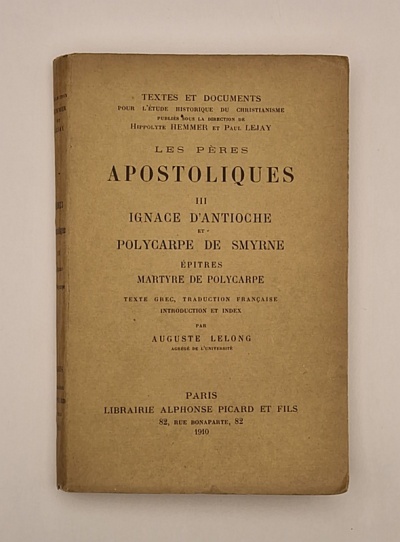 TEXTES ET DOCUMENTS
POUR L'ÉTUDE HISTORIQUE DU CHRISTIANISME
PUBLIÉS SOUS LA DIRECTION DE
HIPPOLYTE HEMMER ET PAUL LEJAY
LES PÈRES
APOSTOLIQUES
III
IGNACE D'ANTIOCHE
ET
POLYCARPE DE SMYRNE
ÉPITRES
MARTYRE DE POLYCARPE
TEXTE GREC, TRADUCTION FRANÇAISE
INTRODUCTION ET INDEX
PAR
AUGUSTE LELONG
AGRÉGÉ DE L'UNIVERSITÉ
PARIS
LIBRAIRIE ALPHONSE PICARD ET FILS
82, RUE BONAPARTE, 82
1910